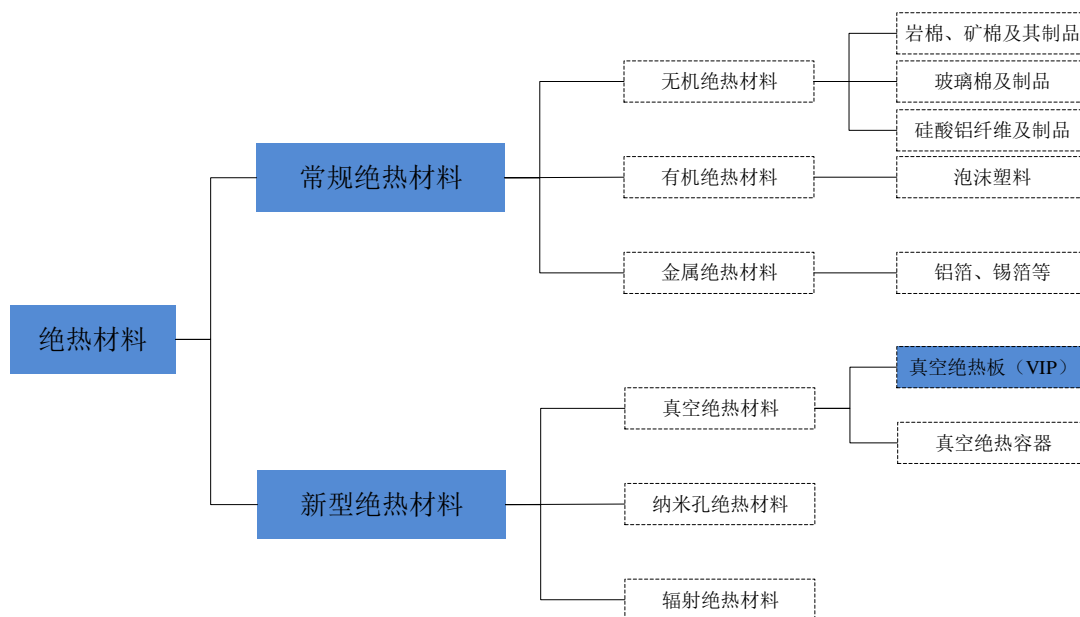 岩棉、矿棉及其制品
无机绝热材料
玻璃棉及制品
硅酸铝纤维及制品
常规绝热材料
有机绝热材料
泡沫塑料
金属绝热材料
铝箔、锡箔等
绝热材料
真空绝热板（VIP）
真空绝热材料
真空绝热容器
新型绝热材料
纳米孔绝热材料
辐射绝热材料